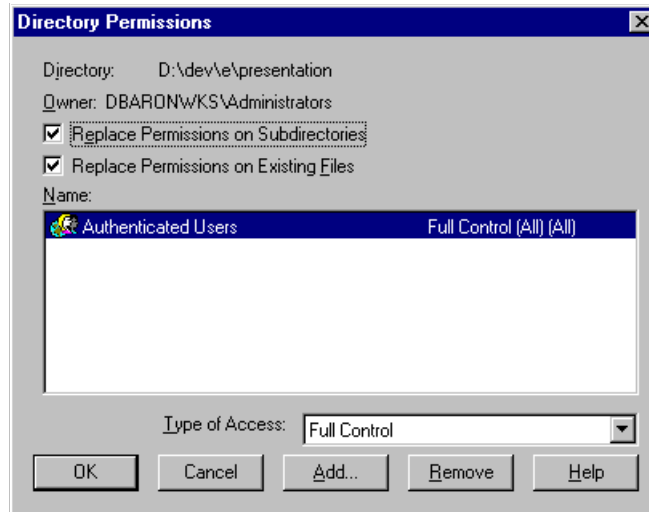 Directory Permissions
Directory: D:\dev\e\presentation
Owner: DBARONWKS\Administrators
Replace Permissions on Subdirectories
Replace Permissions on Existing Files
Name:
Authenticated Users Full Control (All) (All)
Type of Access: Full Control
OK Cancel Add... Remove Help